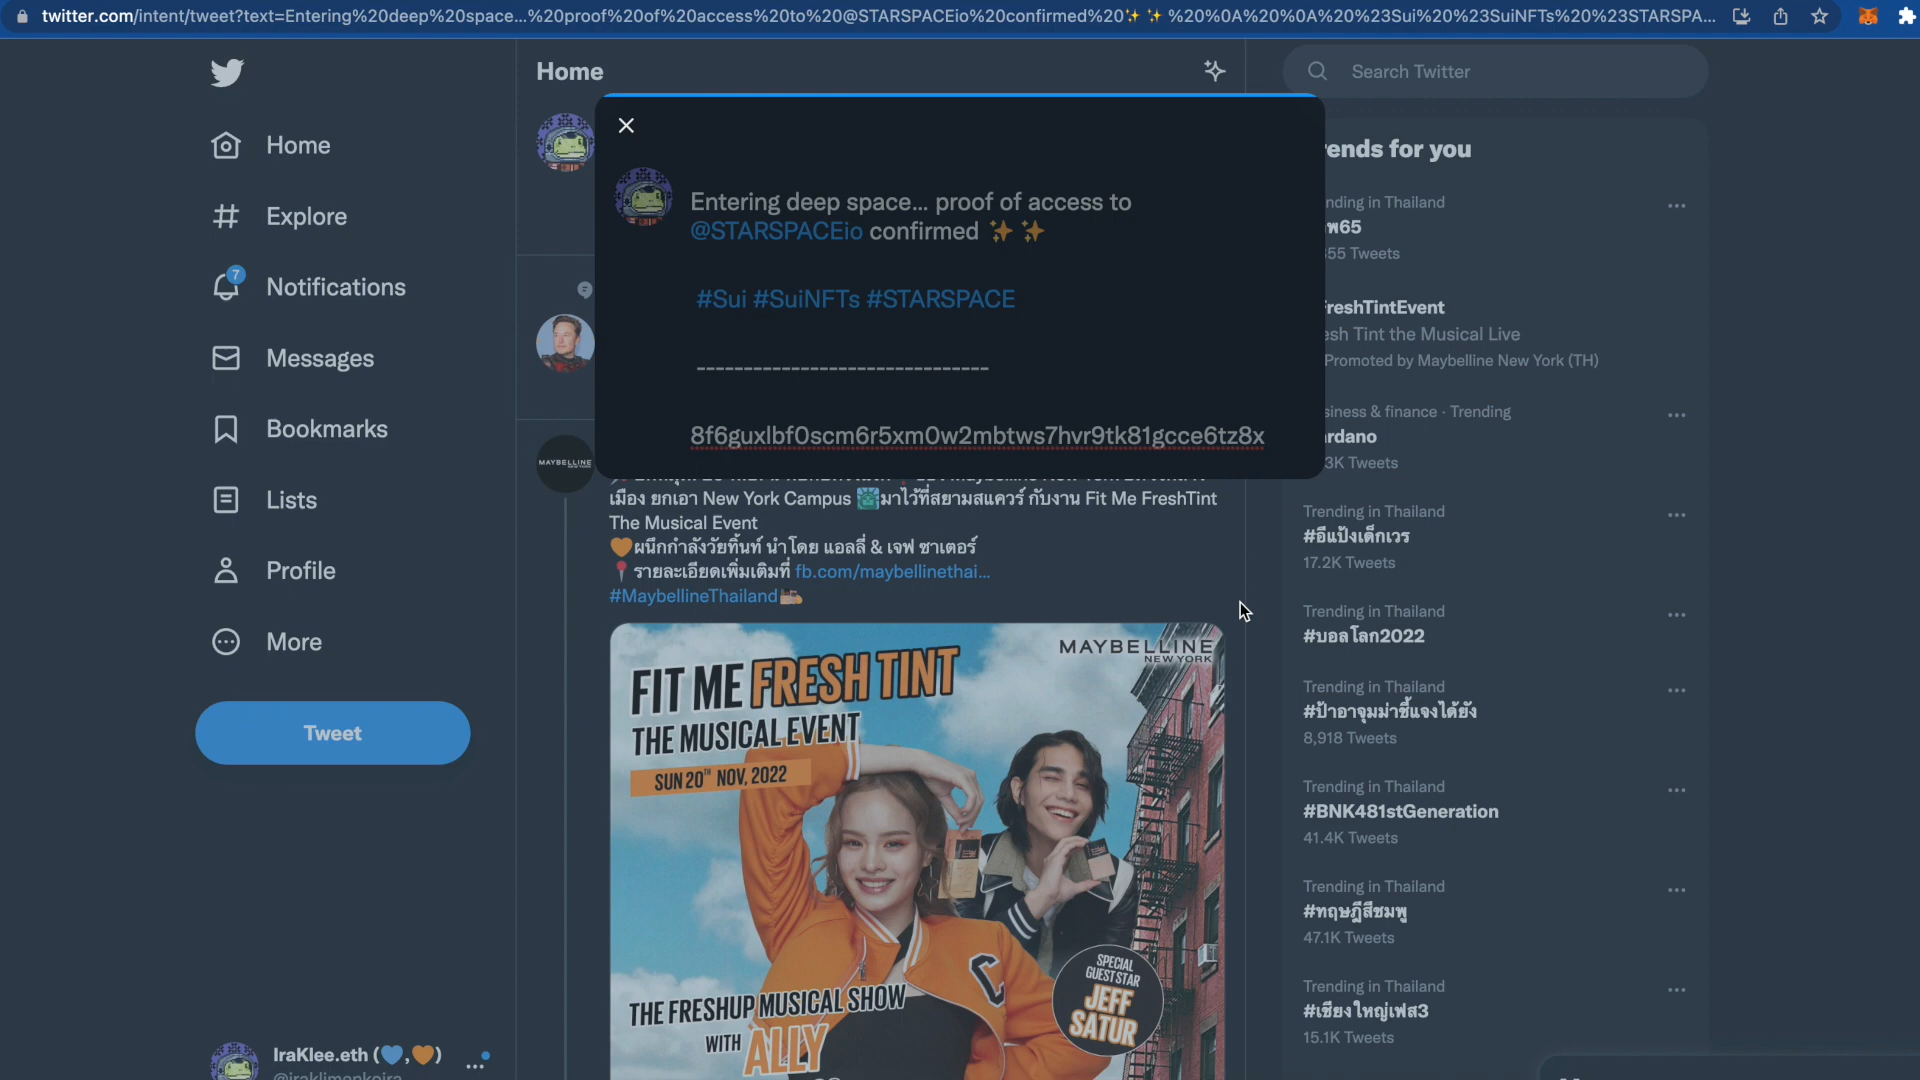 twitter.com/intent/tweet?text=Entering%20deep%20space...%20proof%20of%20access%20to%20@STARSPACEio%20confirmed%20✨✨%20%0A%20%0A%20%23Sui%20%23SuiNFTs%20%23STARSPA...
Home
Search Twitter
Home
Explore
7
Notifications
Messages
Bookmarks
Lists
Profile
More
Tweet
IraKlee.eth (💙,🧡)
Entering deep space... proof of access to
@STARSPACEio confirmed ✨ ✨
#Sui #SuiNFTs #STARSPACE
-------------------------------
8f6guxlbf0scm6r5xm0w2mbtws7hvr9tk81gcce6tz8x
MAYBELLINE
เมือง ยกเอา New York Campus 🗽มาไว้ที่สยามสแควร์ กับงาน Fit Me FreshTint
The Musical Event
🧡ผนึกกำลังวัยทิ้นท์ นำโดย แอลลี่ & เจฟ ซาเตอร์
📍รายละเอียดเพิ่มเติมที่ fb.com/maybellinethai...
#MaybellineThailand
MAYBELLINE
NEW YORK
FIT ME FRESH TINT
THE MUSICAL EVENT
SUN 20TH NOV, 2022
C
THE FRESHUP MUSICAL SHOW
WITH ALLY
SPECIAL
GUEST STAR
JEFF
SATUR
ends for you
nding in Thailand
พ65
55 Tweets
FreshTintEvent
esh Tint the Musical Live
Promoted by Maybelline New York (TH)
siness & finance · Trending
ardano
3K Tweets
Trending in Thailand
#อีแป้งเด็กเวร
17.2K Tweets
Trending in Thailand
#บอลโลก2022
Trending in Thailand
#ป้าอาจุมม่าชี้แจงได้ยัง
8,918 Tweets
Trending in Thailand
#BNK481stGeneration
41.4K Tweets
Trending in Thailand
#ทฤษฎีสีชมพู
47.1K Tweets
Trending in Thailand
#เชียงใหญ่เฟส3
15.1K Tweets